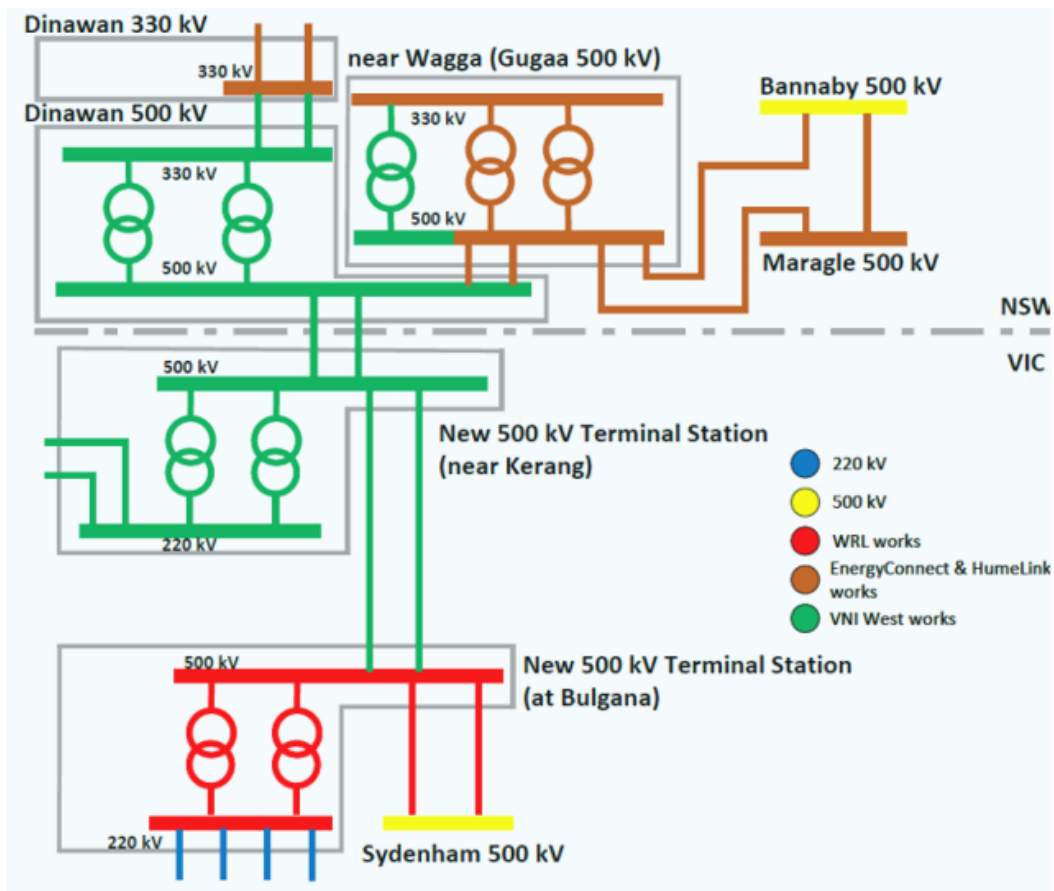 Dinawan 330 kV
330 kV
near Wagga (Gugaa 500 kV)
Bannaby 500 kV
Dinawan 500 kV
330 kV
330 kV
500 kV
500 kV
Maragle 500 kV
NSW
VIC
500 kV
New 500 kV Terminal Station
(near Kerang)
220 kV
220 kV
500 kV
WRL works
EnergyConnect & HumeLink
works
VNI West works
500 kV
New 500 kV Terminal Station
(at Bulgana)
220 kV
Sydenham 500 kV